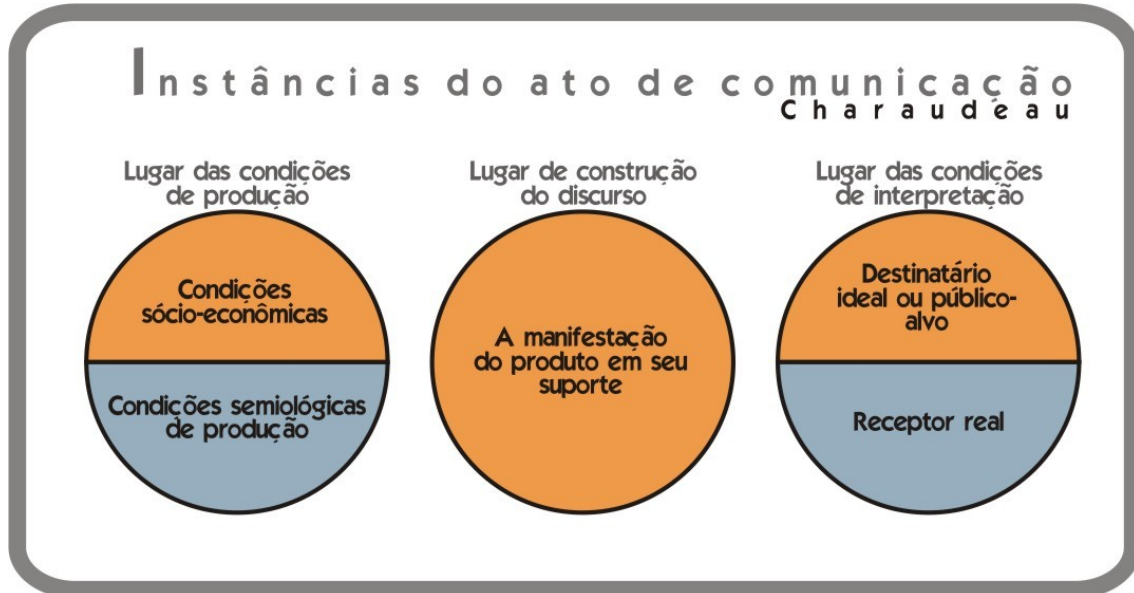 Instâncias do ato de comunicação
Charaudeau
Lugar das condições
de produção
Condições
sócio-econômicas
Condições semiológicas
de produção
Lugar de construção
do discurso
A manifestação
do produto em seu
suporte
Lugar das condições
de interpretação
Destinatário
ideal ou público-
alvo
Receptor real